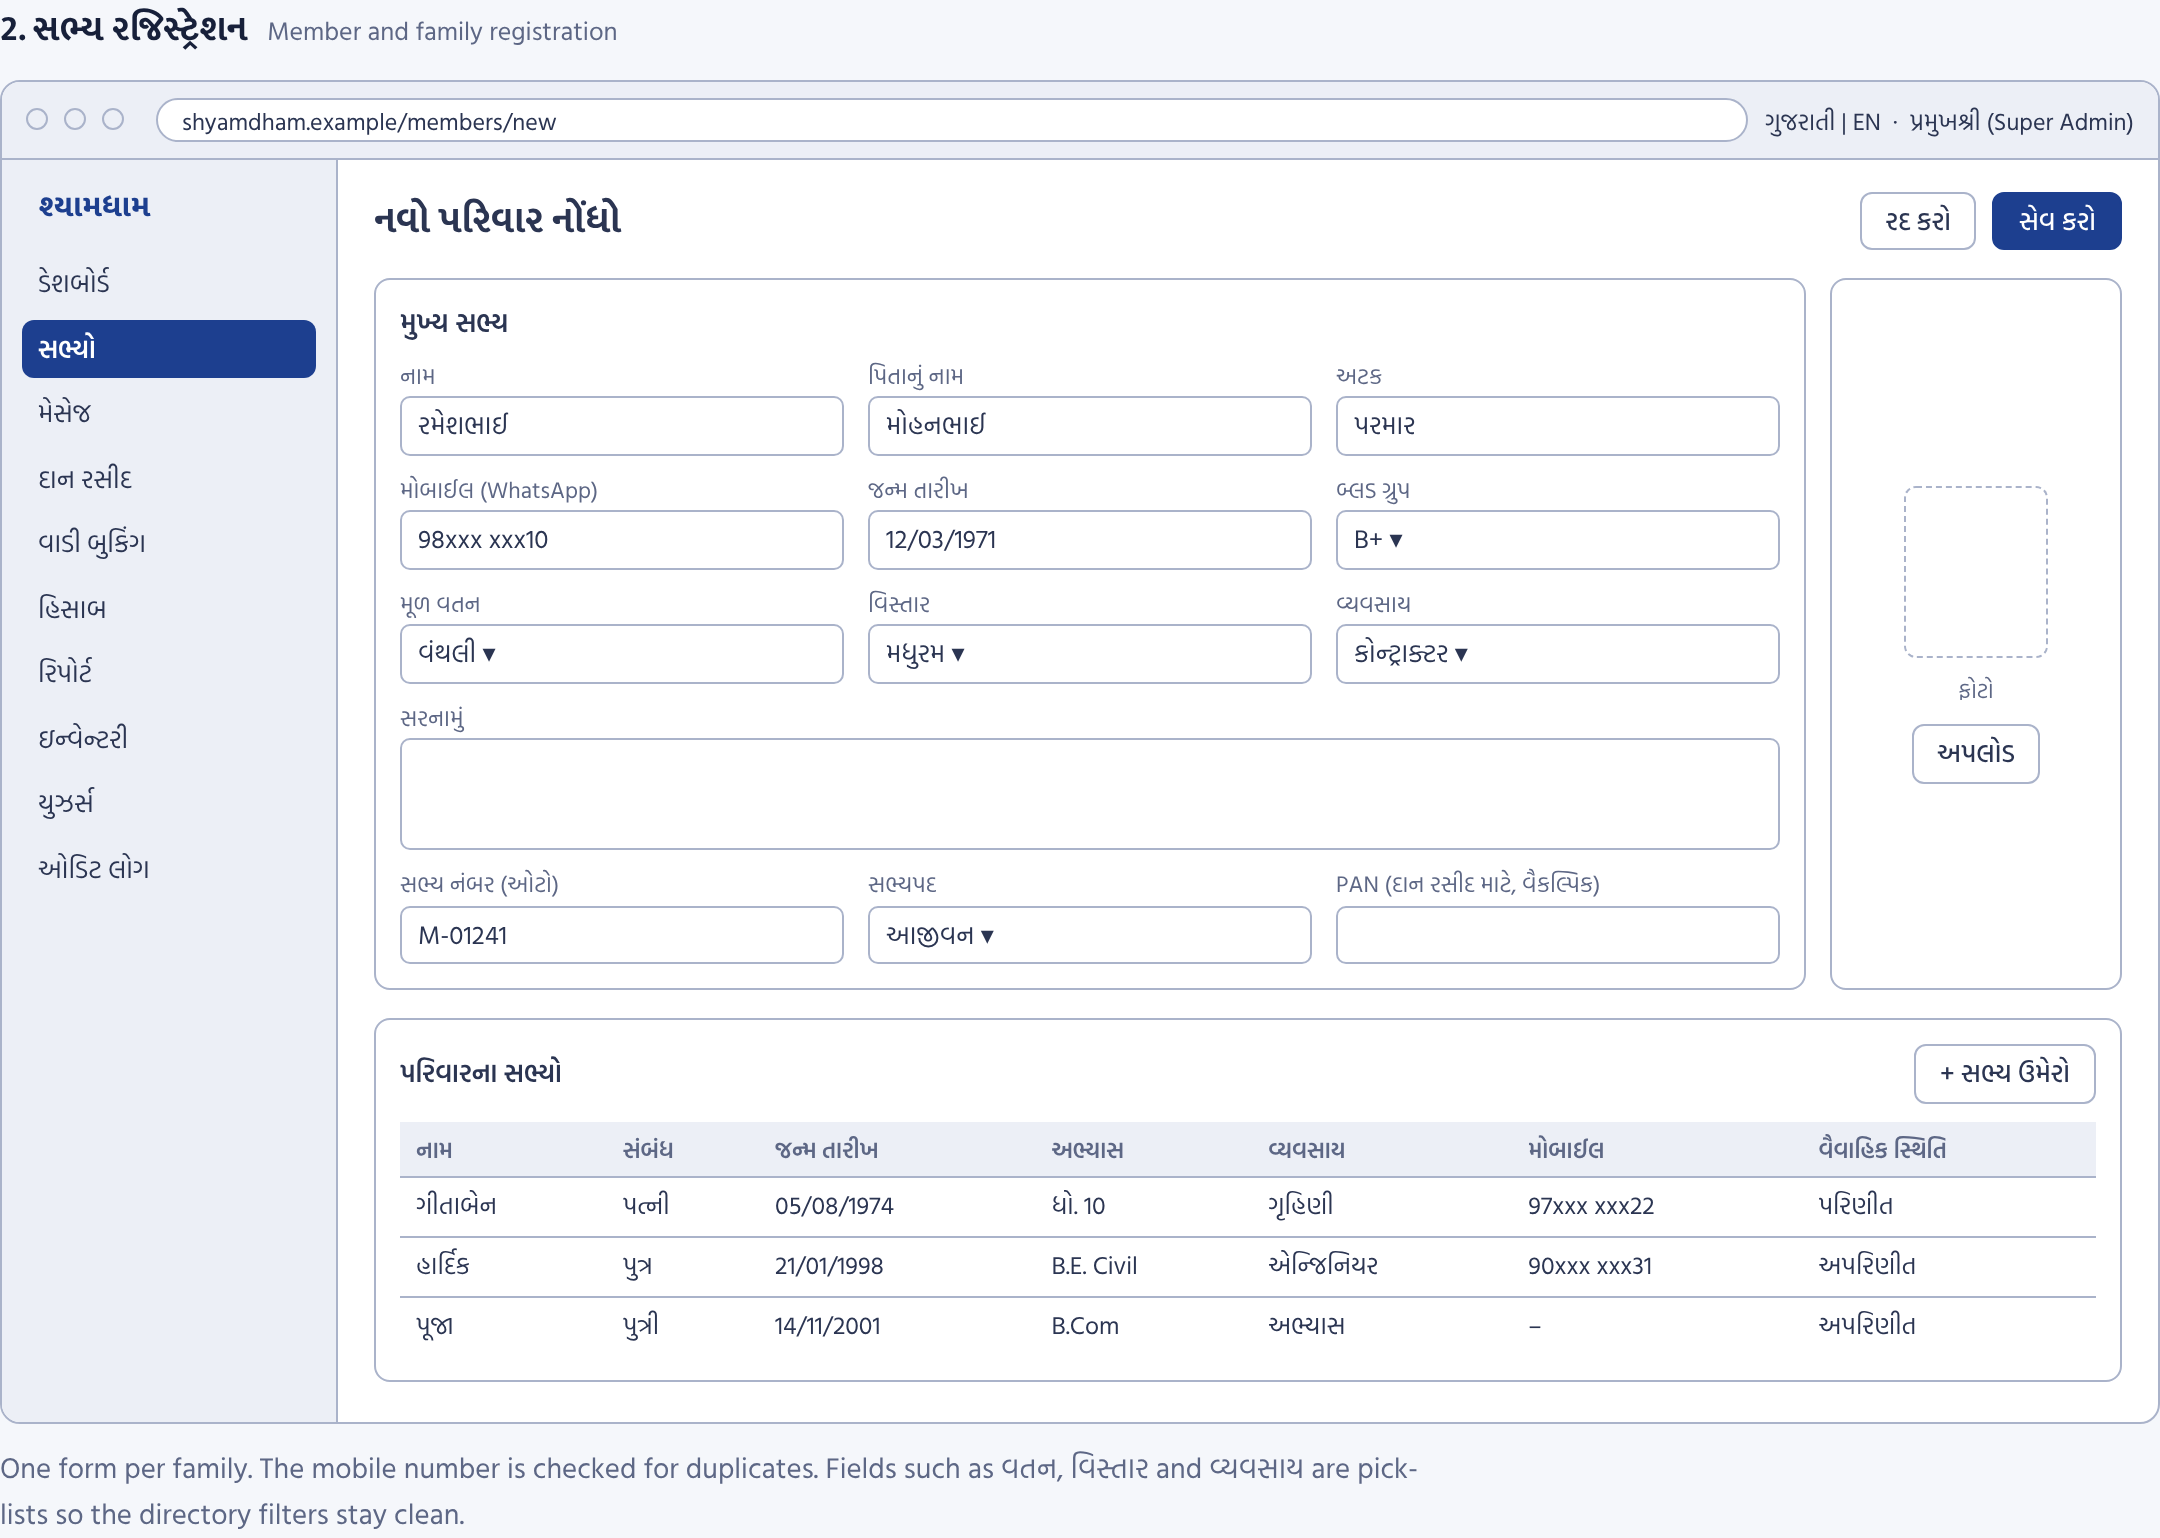 2. સભ્ય રજિસ્ટ્રેશન Member and family registration
shyamdham.example/members/new
ગુજરાતી | EN · પ્રમુખશ્રી (Super Admin)
શ્યામધામ
ડેશબોર્ડ
સભ્યો
મેસેજ
દાન રસીદ
વાડી બુકિંગ
હિસાબ
રિપોર્ટ
ઇન્વેન્ટરી
યુઝર્સ
ઓડિટ લોગ
નવો પરિવાર નોંધો
રદ કરો
સેવ કરો
મુખ્ય સભ્ય
નામ પિતાનું નામ અટક
રમેશભાઈ મોહનભાઈ પરમાર
મોબાઈલ (WhatsApp) જન્મ તારીખ બ્લડ ગ્રુપ
98xxx xxx10 12/03/1971 B+ ▾
મૂળ વતન વિસ્તાર વ્યવસાય
વંથલી ▾ મધુરમ ▾ કોન્ટ્રાક્ટર ▾
સરનામું
સભ્ય નંબર (ઓટો) સભ્યપદ PAN (દાન રસીદ માટે, વૈકલ્પિક)
M-01241 આજીવન ▾
ફોટો
અપલોડ
પરિવારના સભ્યો
+ સભ્ય ઉમેરો
નામ સંબંધ જન્મ તારીખ અભ્યાસ વ્યવસાય મોબાઈલ વૈવાહિક સ્થિતિ
ગીતાબેન પત્ની 05/08/1974 ધો. 10 ગૃહિણી 97xxx xxx22 પરિણીત
હાર્દિક પુત્ર 21/01/1998 B.E. Civil એન્જિનિયર 90xxx xxx31 અપરિણીત
પૂજા પુત્રી 14/11/2001 B.Com અભ્યાસ – અપરિણીત
One form per family. The mobile number is checked for duplicates. Fields such as વતન, વિસ્તાર and વ્યવસાય are pick-
lists so the directory filters stay clean.